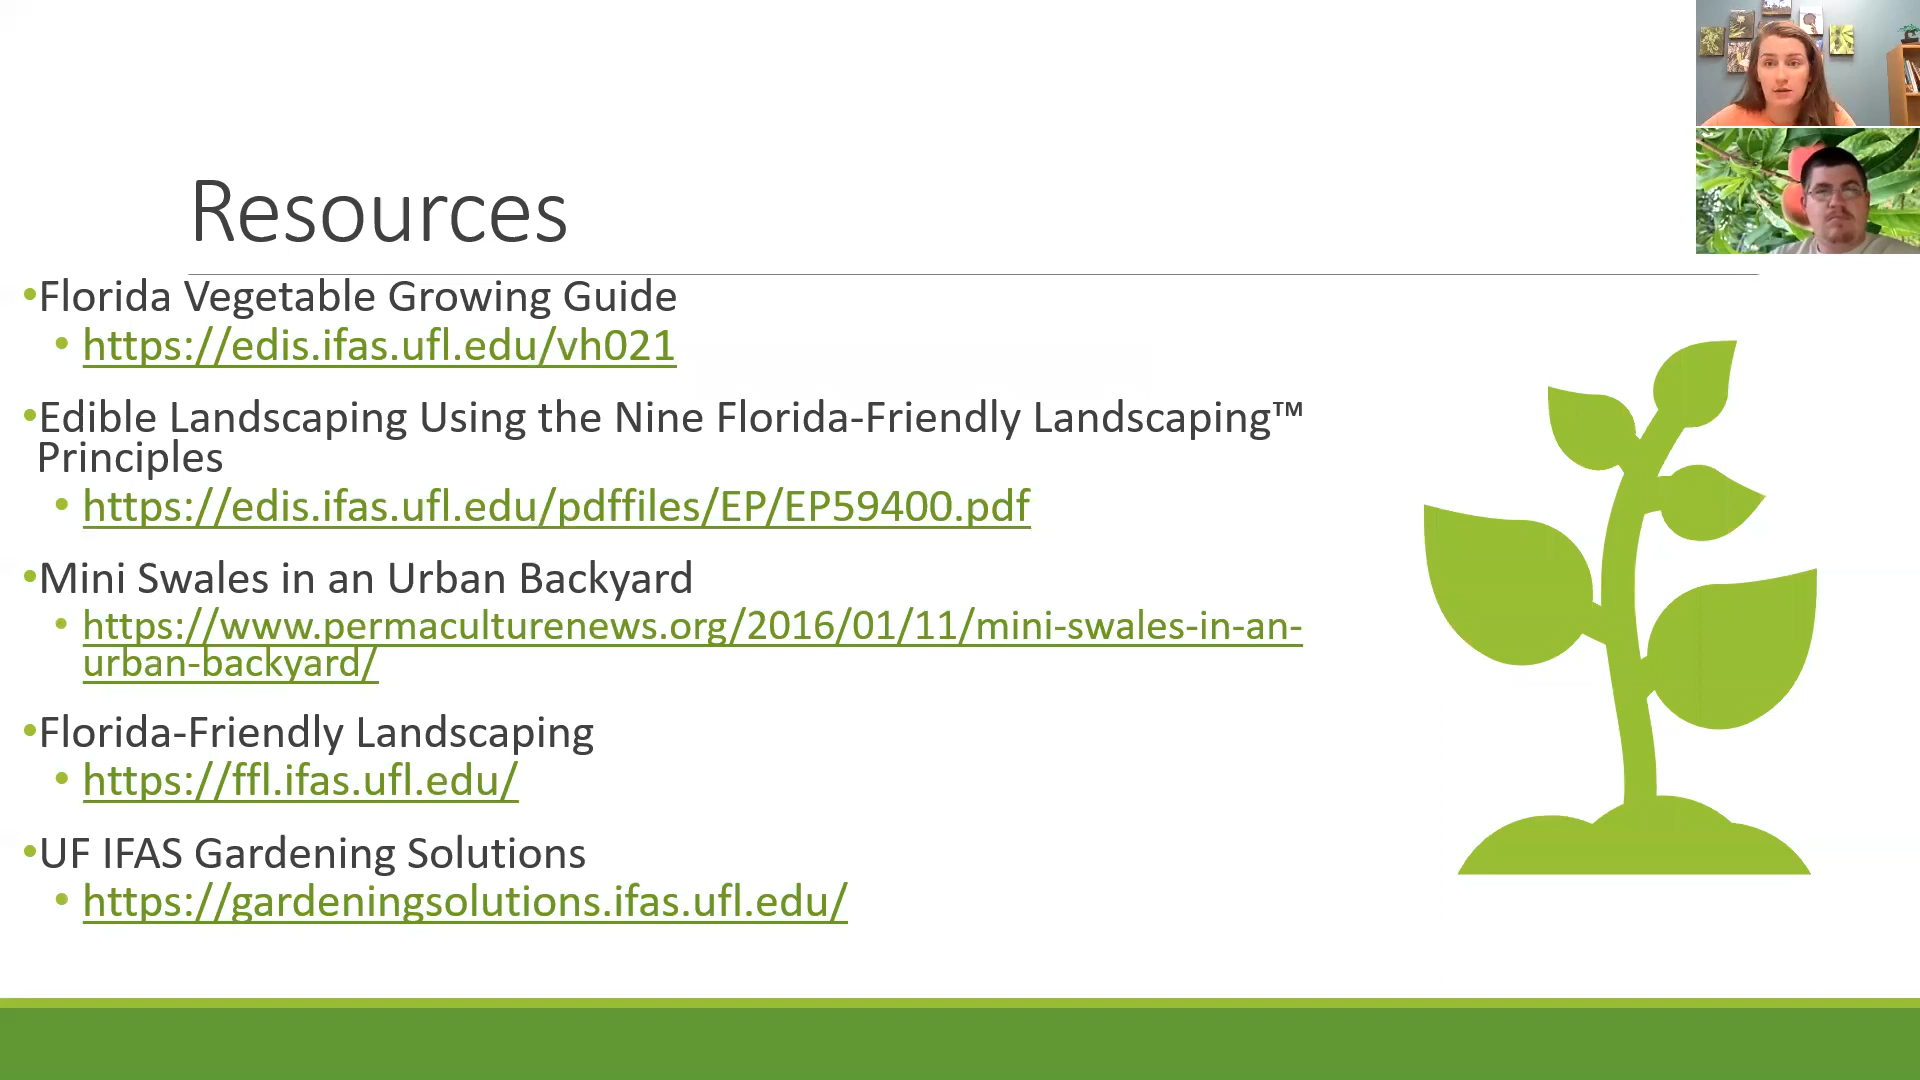 Resources
•Florida Vegetable Growing Guide
• https://edis.ifas.ufl.edu/vh021
•Edible Landscaping Using the Nine Florida-Friendly Landscaping™
Principles
• https://edis.ifas.ufl.edu/pdffiles/EP/EP59400.pdf
•Mini Swales in an Urban Backyard
• https://www.permaculturenews.org/2016/01/11/mini-swales-in-an-
urban-backyard/
•Florida-Friendly Landscaping
• https://ffl.ifas.ufl.edu/
•UF IFAS Gardening Solutions
• https://gardeningsolutions.ifas.ufl.edu/